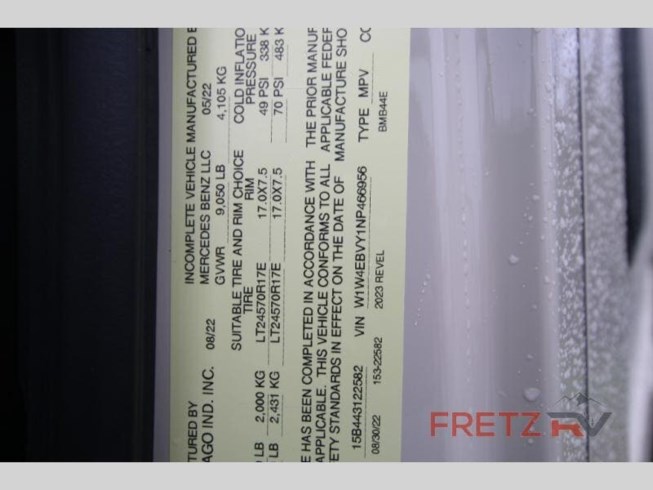 TURED BY INCOMPLETE VEHICLE MANUFACTURED B
AGO IND. INC. 08/22 MERCEDES BENZ LLC 05/22
GVWR 9,050 LB 4,105 KG
SUITABLE TIRE AND RIM CHOICE COLD INFLATIO
TIRE RIM PRESSURE
LB 2,000 KG LT24570R17E 17.0X7.5 49 PSI 338 K
LB 2,431 KG LT24570R17E 17.0X7.5 70 PSI 483 K
E HAS BEEN COMPLETED IN ACCORDANCE WITH THE PRIOR MANUF
APPLICABLE. THIS VEHICLE CONFORMS TO ALL APPLICABLE FEDER
ETY STANDARDS IN EFFECT ON THE DATE OF MANUFACTURE SHO
15B443122582 VIN W1W4EBVY1NP466956 TYPE MPV CO
08/30/22 153-22582 2023 REVEL BMB44E
FRETZ RV